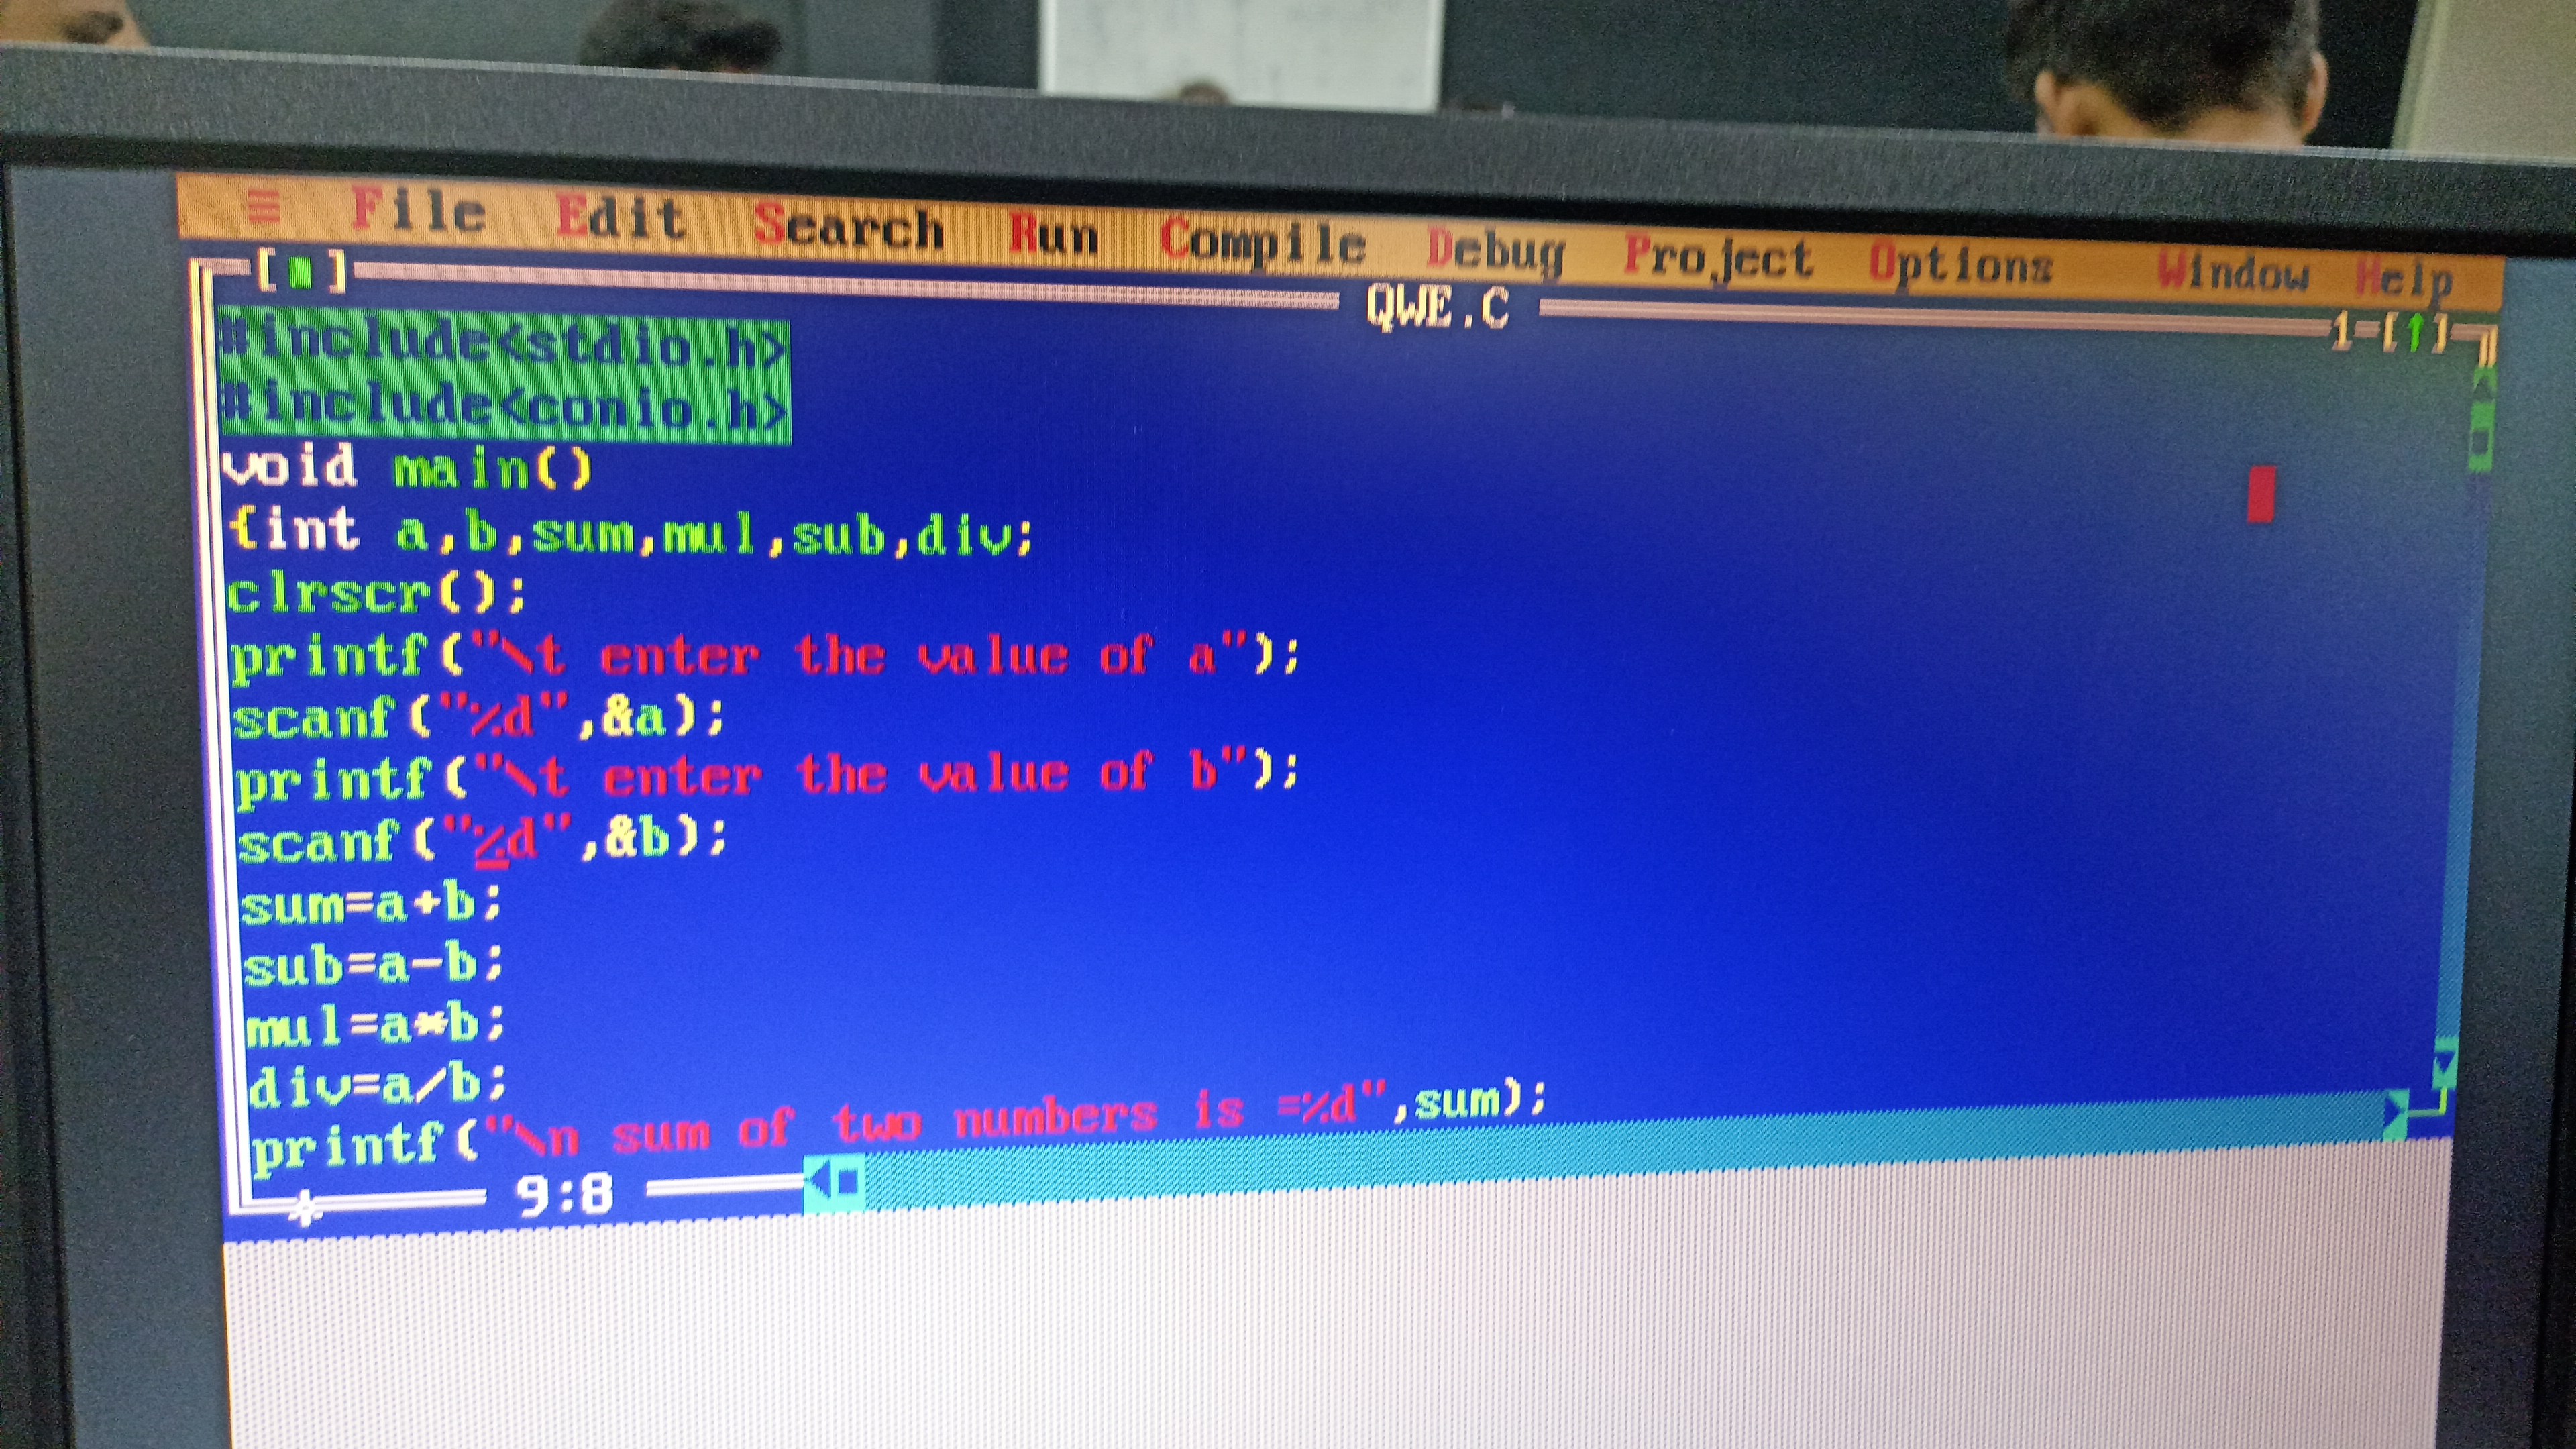 ≡ File Edit Search Run Compile Debug Project Options Window Help
[■] QWE.C 1=[↑]
#include<stdio.h>
#include<conio.h>
void main()
{int a,b,sum,mul,sub,div;
clrscr();
printf("\t enter the value of a");
scanf("%d",&a);
printf("\t enter the value of b");
scanf("%d",&b);
sum=a+b;
sub=a-b;
mul=a*b;
div=a/b;
printf("\n sum of two numbers is =%d",sum);
9:8